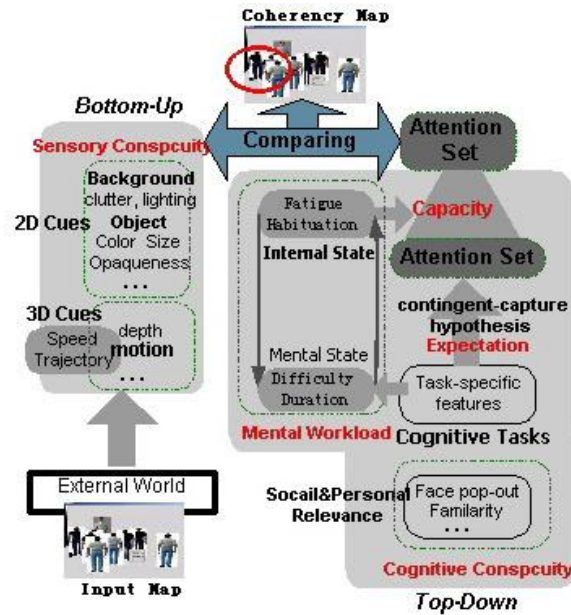 Coherency Map
Bottom-Up
Sensory Conspcuity
Comparing
Attention
Set
Background
clutter, lighting
2D Cues
Object
Color Size
Opaqueness
...
3D Cues
Speed
Trajectory
depth
motion
...
Fatigue
Habituation
Internal State
Capacity
Attention Set
contingent-capture
hypothesis
Expectation
Mental State
Difficulty
Duration
Task-specific
features
Mental Workload
Cognitive Tasks
External World
Input Map
Socail&Personal
Relevance
Face pop-out
Familarity
...
Cognitive Conspcuity
Top-Down